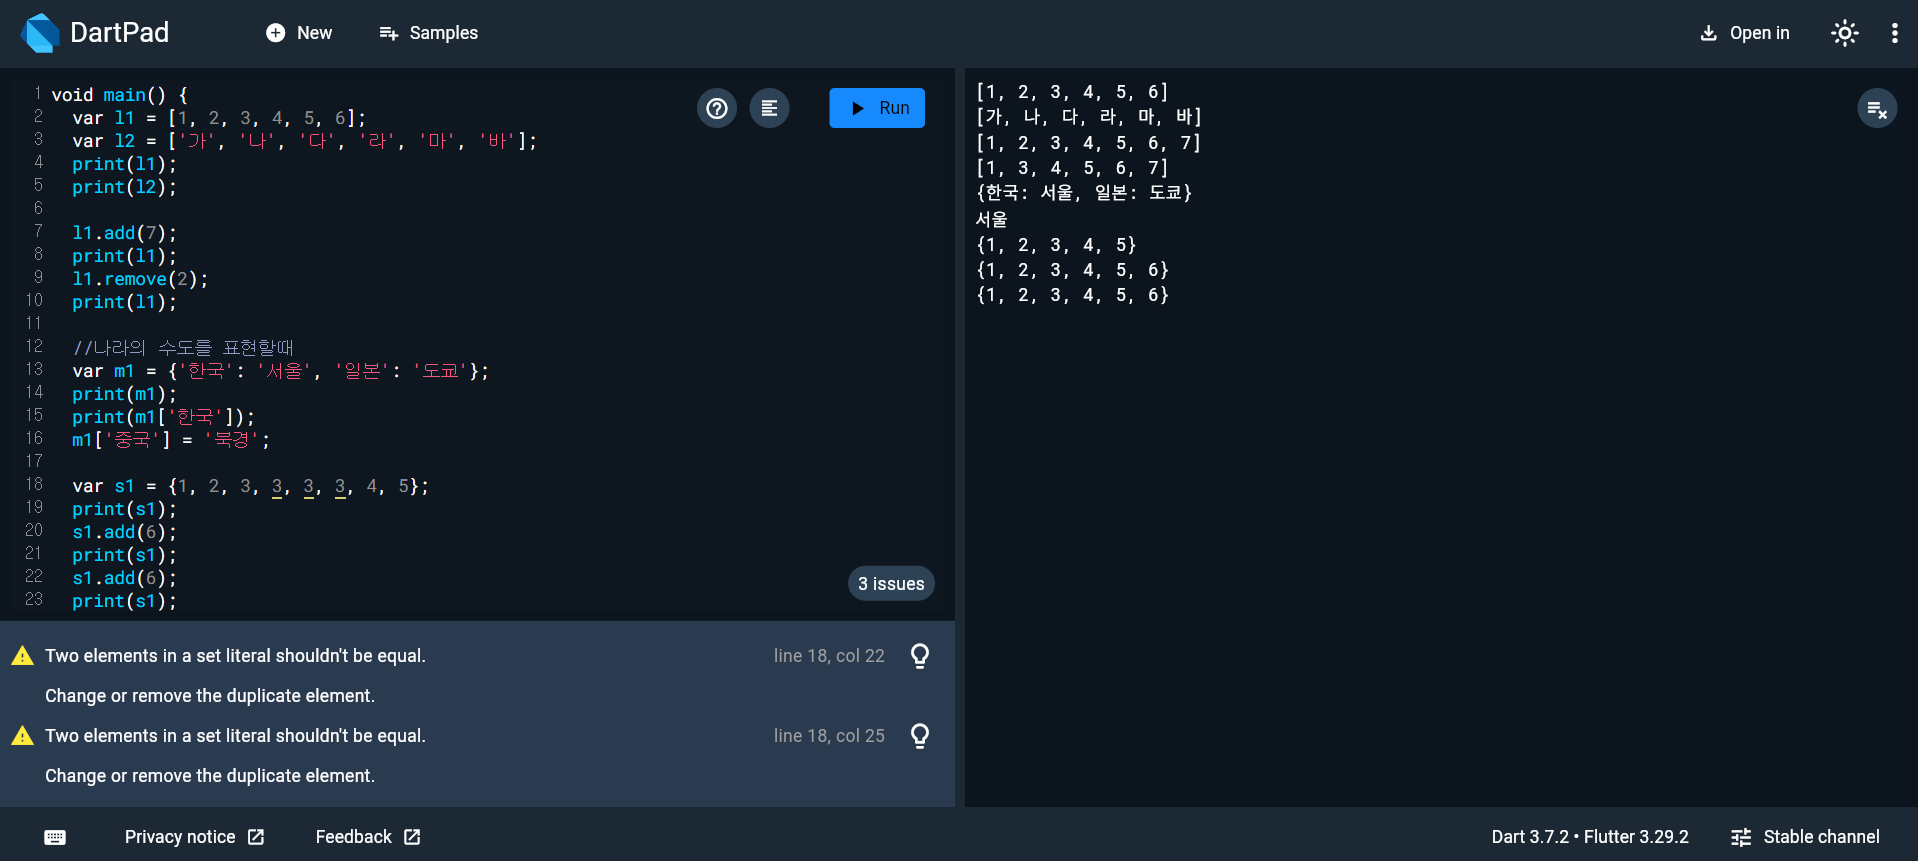 DartPad
New
Samples
Open in
1 void main() {
2 var l1 = [1, 2, 3, 4, 5, 6];
3 var l2 = ['가', '나', '다', '라', '마', '바'];
4 print(l1);
5 print(l2);
6
7 l1.add(7);
8 print(l1);
9 l1.remove(2);
10 print(l1);
11
12 //나라의 수도를 표현할때
13 var m1 = {'한국': '서울', '일본': '도쿄'};
14 print(m1);
15 print(m1['한국']);
16 m1['중국'] = '북경';
17
18 var s1 = {1, 2, 3, 3, 3, 3, 4, 5};
19 print(s1);
20 s1.add(6);
21 print(s1);
22 s1.add(6);
23 print(s1);
Run
3 issues
Two elements in a set literal shouldn't be equal. line 18, col 22
Change or remove the duplicate element.
Two elements in a set literal shouldn't be equal. line 18, col 25
Change or remove the duplicate element.
[1, 2, 3, 4, 5, 6]
[가, 나, 다, 라, 마, 바]
[1, 2, 3, 4, 5, 6, 7]
[1, 3, 4, 5, 6, 7]
{한국: 서울, 일본: 도쿄}
서울
{1, 2, 3, 4, 5}
{1, 2, 3, 4, 5, 6}
{1, 2, 3, 4, 5, 6}
Privacy notice
Feedback
Dart 3.7.2 • Flutter 3.29.2
Stable channel